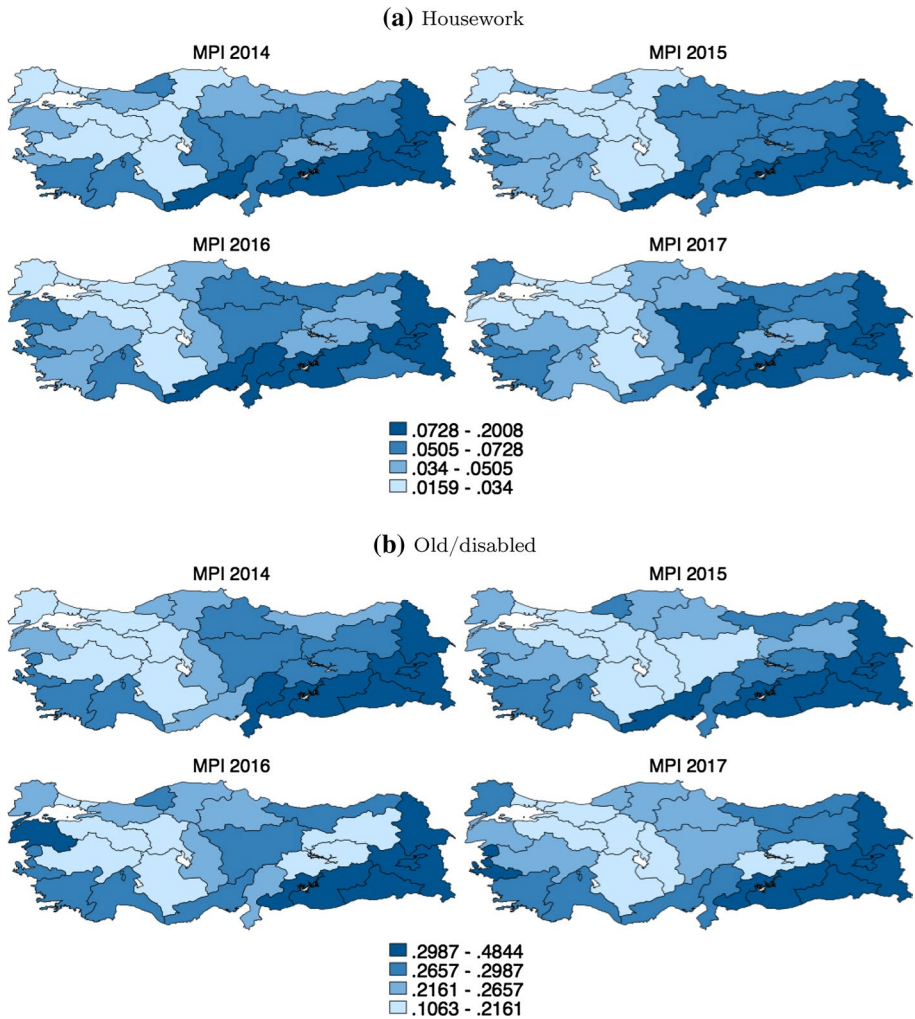 (a) Housework
MPI 2014 MPI 2015
MPI 2016 MPI 2017
.0728 - .2008
.0505 - .0728
.034 - .0505
.0159 - .034
(b) Old/disabled
MPI 2014 MPI 2015
MPI 2016 MPI 2017
.2987 - .4844
.2657 - .2987
.2161 - .2657
.1063 - .2161